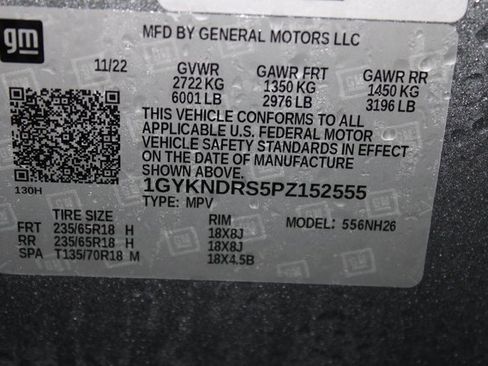 gm
MFD BY GENERAL MOTORS LLC
11/22 GVWR GAWR FRT GAWR RR
2722 KG 1350 KG 1450 KG
6001 LB 2976 LB 3196 LB
THIS VEHICLE CONFORMS TO ALL
APPLICABLE U.S. FEDERAL MOTOR
VEHICLE SAFETY STANDARDS IN EFFECT
ON THE DATE OF MANUFACTURE
SHOWN ABOVE.
130H
1GYKNDRS5PZ152555
TYPE: MPV
TIRE SIZE RIM MODEL: 556NH26
FRT 235/65R18 H 18X8J
RR 235/65R18 H 18X8J
SPA T135/70R18 M 18X4.5B